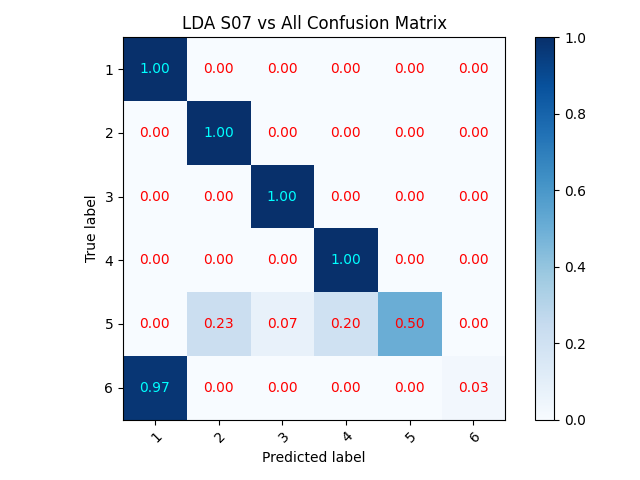 LDA S07 vs All Confusion Matrix
True label
1 1.00 0.00 0.00 0.00 0.00 0.00
2 0.00 1.00 0.00 0.00 0.00 0.00
3 0.00 0.00 1.00 0.00 0.00 0.00
4 0.00 0.00 0.00 1.00 0.00 0.00
5 0.00 0.23 0.07 0.20 0.50 0.00
6 0.97 0.00 0.00 0.00 0.00 0.03
1 2 3 4 5 6
Predicted label
1.0
0.8
0.6
0.4
0.2
0.0